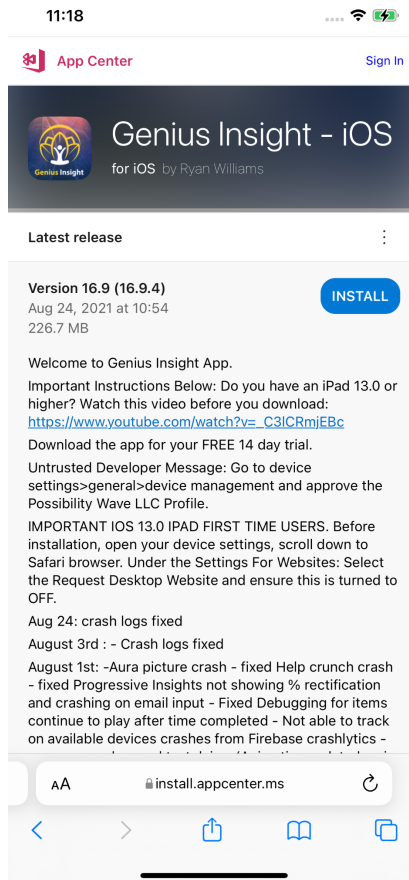 11:18
App Center
Sign In
Genius Insight
Genius Insight - iOS
for iOS by Ryan Williams
Latest release
Version 16.9 (16.9.4)
Aug 24, 2021 at 10:54
226.7 MB
INSTALL
Welcome to Genius Insight App.
Important Instructions Below: Do you have an iPad 13.0 or
higher? Watch this video before you download:
https://www.youtube.com/watch?v=_C3lCRmjEBc
Download the app for your FREE 14 day trial.
Untrusted Developer Message: Go to device
settings>general>device management and approve the
Possibility Wave LLC Profile.
IMPORTANT IOS 13.0 IPAD FIRST TIME USERS. Before
installation, open your device settings, scroll down to
Safari browser. Under the Settings For Websites: Select
the Request Desktop Website and ensure this is turned to
OFF.
Aug 24: crash logs fixed
August 3rd : - Crash logs fixed
August 1st: -Aura picture crash - fixed Help crunch crash
- fixed Progressive Insights not showing % rectification
and crashing on email input - Fixed Debugging for items
continue to play after time completed - Not able to track
on available devices crashes from Firebase crashlytics -
AA
install.appcenter.ms